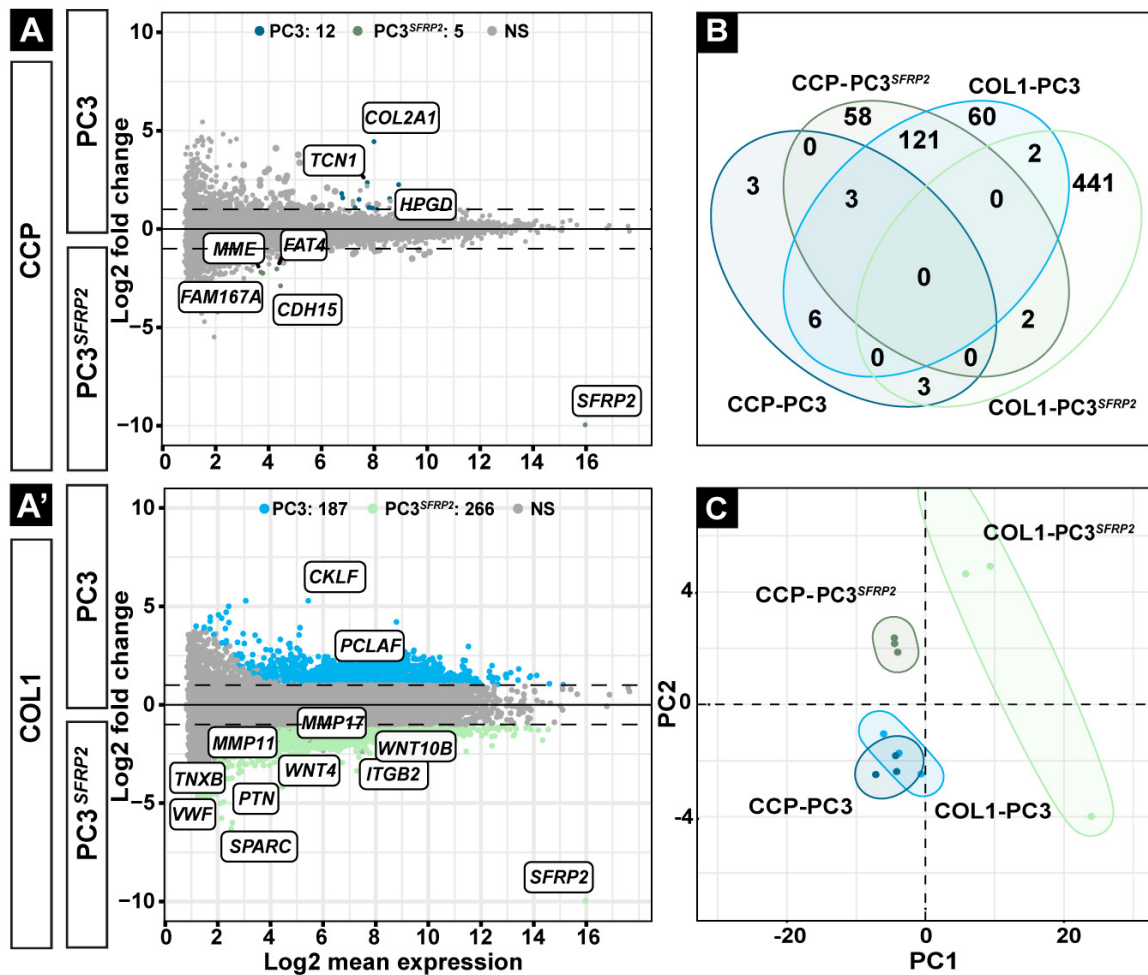 A
PC3
CCP
PC3SFRP2
Log2 fold change
10
5
0
−5
−10
PC3: 12 PC3SFRP2: 5 NS
COL2A1
TCN1
HPGD
MME
FAT4
FAM167A
CDH15
SFRP2
0 2 4 6 8 10 12 14 16
B
CCP-PC3SFRP2
COL1-PC3
58
60
0
121
2
3
441
3
0
0
6
2
0
0
3
CCP-PC3
COL1-PC3SFRP2
A'
PC3
COL1
PC3 SFRP2
Log2 fold change
10
5
0
−5
−10
PC3: 187 PC3SFRP2: 266 NS
CKLF
PCLAF
MMP17
MMP11
WNT10B
TNXB
WNT4
ITGB2
VWF
PTN
SPARC
SFRP2
0 2 4 6 8 10 12 14 16
Log2 mean expression
C
COL1-PC3SFRP2
CCP-PC3SFRP2
CCP-PC3
COL1-PC3
PC2
4
0
-4
-20 0 20
PC1